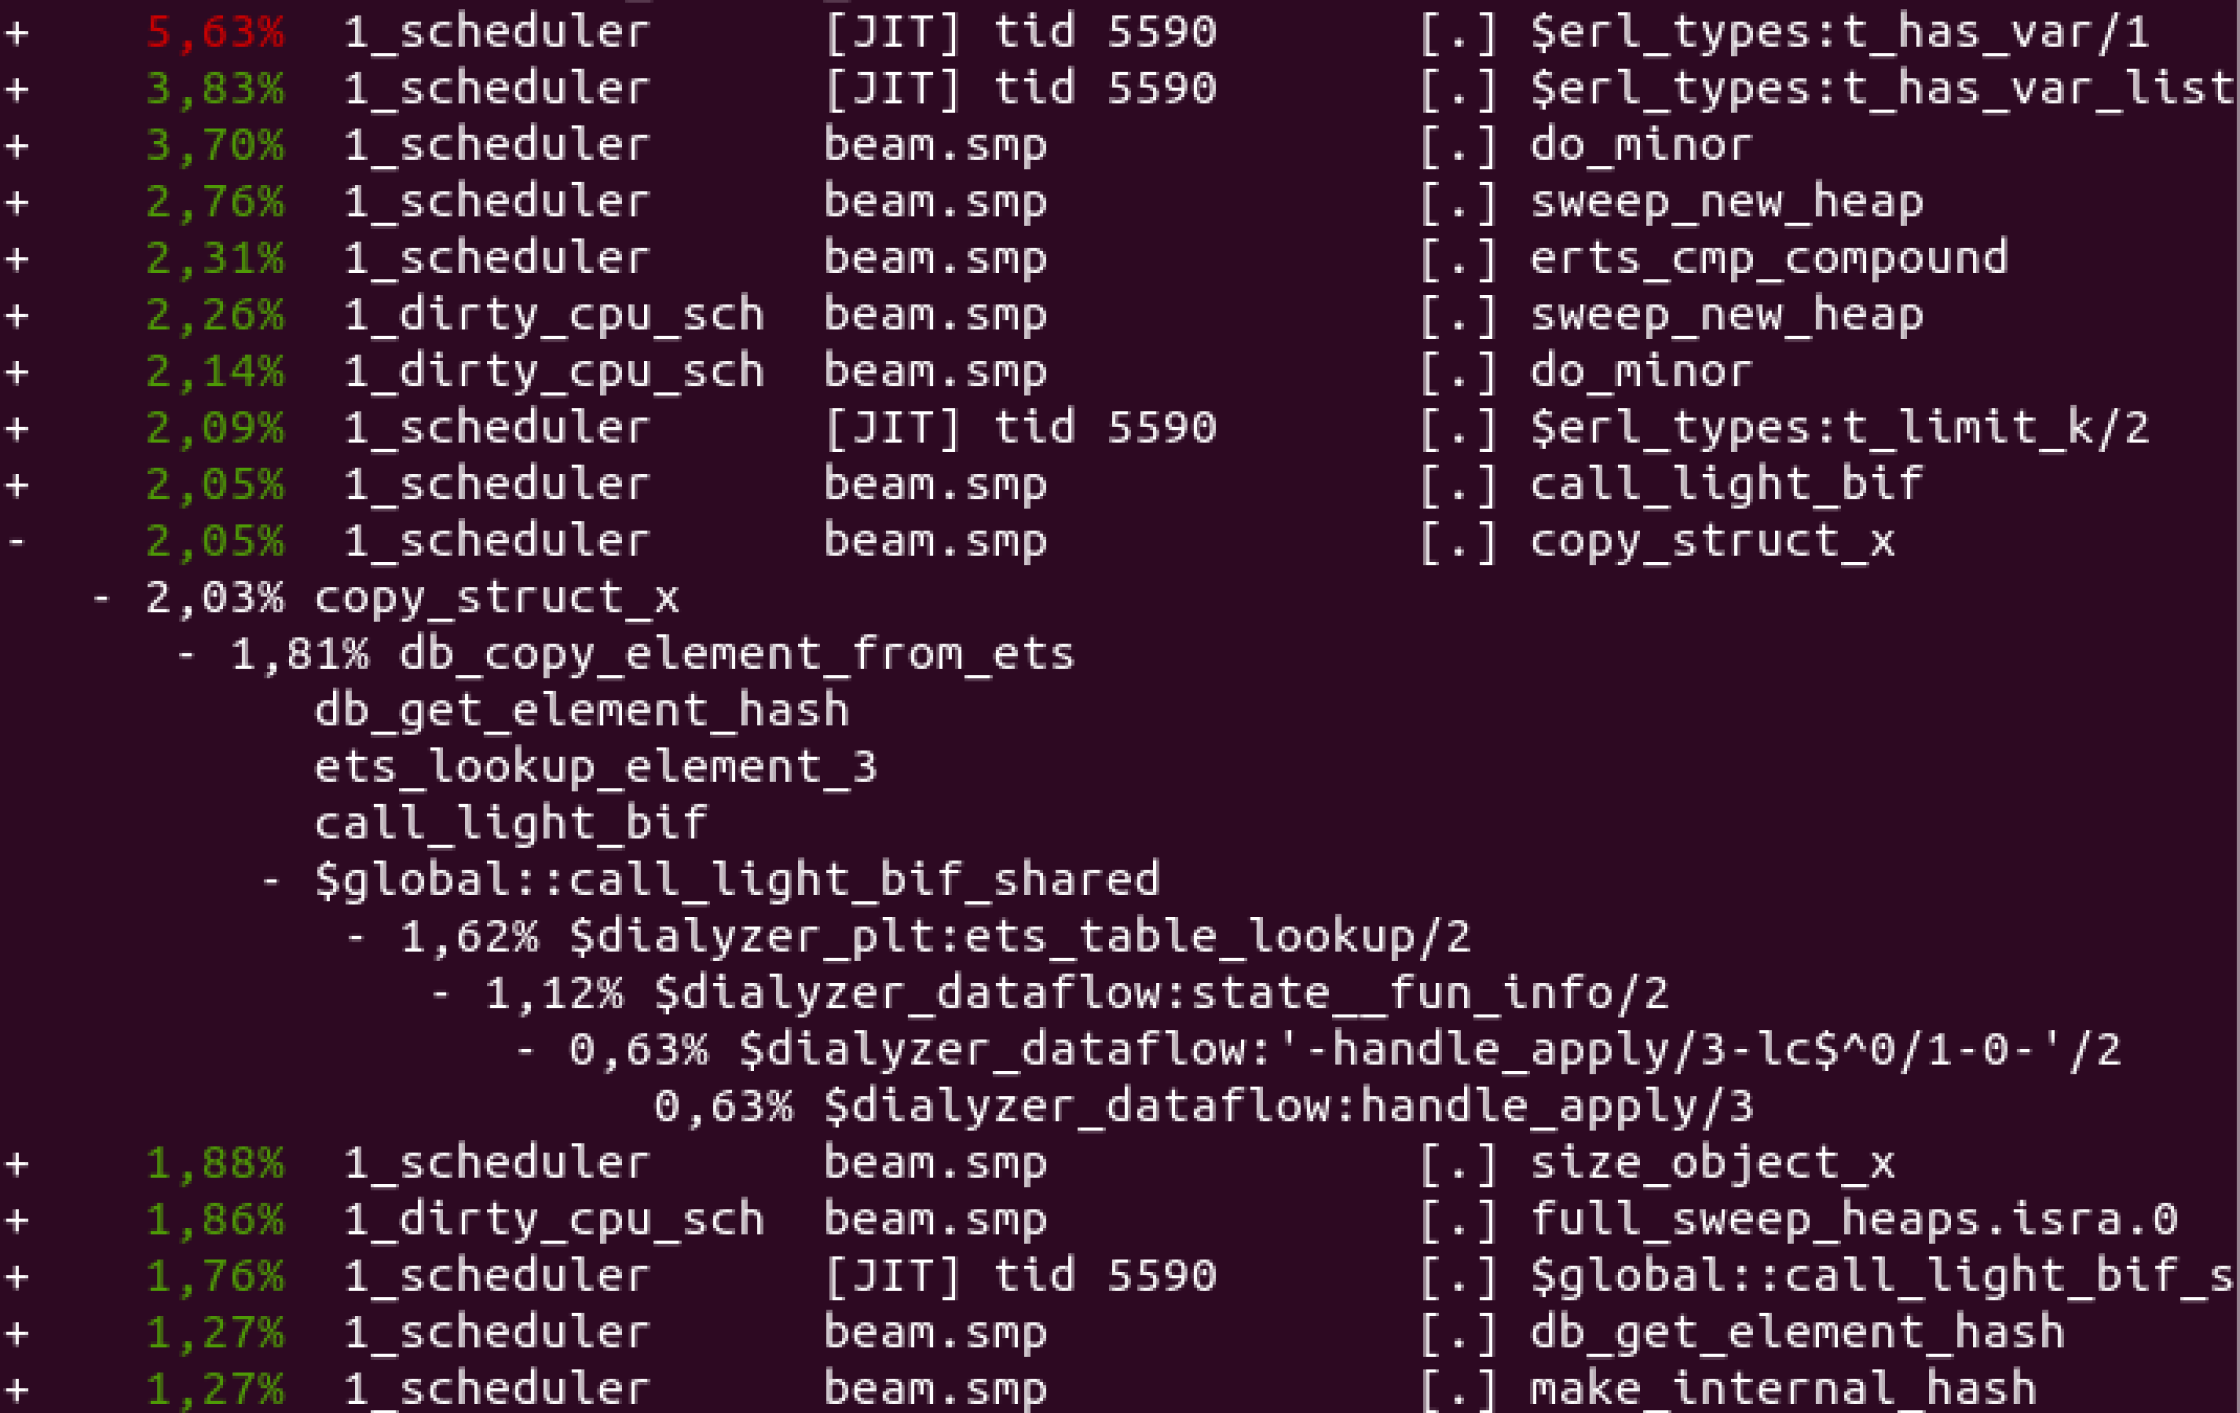 + 5,63% 1_scheduler [JIT] tid 5590 [.] $erl_types:t_has_var/1
+ 3,83% 1_scheduler [JIT] tid 5590 [.] $erl_types:t_has_var_list
+ 3,70% 1_scheduler beam.smp [.] do_minor
+ 2,76% 1_scheduler beam.smp [.] sweep_new_heap
+ 2,31% 1_scheduler beam.smp [.] erts_cmp_compound
+ 2,26% 1_dirty_cpu_sch beam.smp [.] sweep_new_heap
+ 2,14% 1_dirty_cpu_sch beam.smp [.] do_minor
+ 2,09% 1_scheduler [JIT] tid 5590 [.] $erl_types:t_limit_k/2
+ 2,05% 1_scheduler beam.smp [.] call_light_bif
- 2,05% 1_scheduler beam.smp [.] copy_struct_x
- 2,03% copy_struct_x
- 1,81% db_copy_element_from_ets
db_get_element_hash
ets_lookup_element_3
call_light_bif
- $global::call_light_bif_shared
- 1,62% $dialyzer_plt:ets_table_lookup/2
- 1,12% $dialyzer_dataflow:state__fun_info/2
- 0,63% $dialyzer_dataflow:'-handle_apply/3-lc$^0/1-0-'/2
0,63% $dialyzer_dataflow:handle_apply/3
+ 1,88% 1_scheduler beam.smp [.] size_object_x
+ 1,86% 1_dirty_cpu_sch beam.smp [.] full_sweep_heaps.isra.0
+ 1,76% 1_scheduler [JIT] tid 5590 [.] $global::call_light_bif_s
+ 1,27% 1_scheduler beam.smp [.] db_get_element_hash
+ 1,27% 1_scheduler beam.smp [.] make_internal_hash